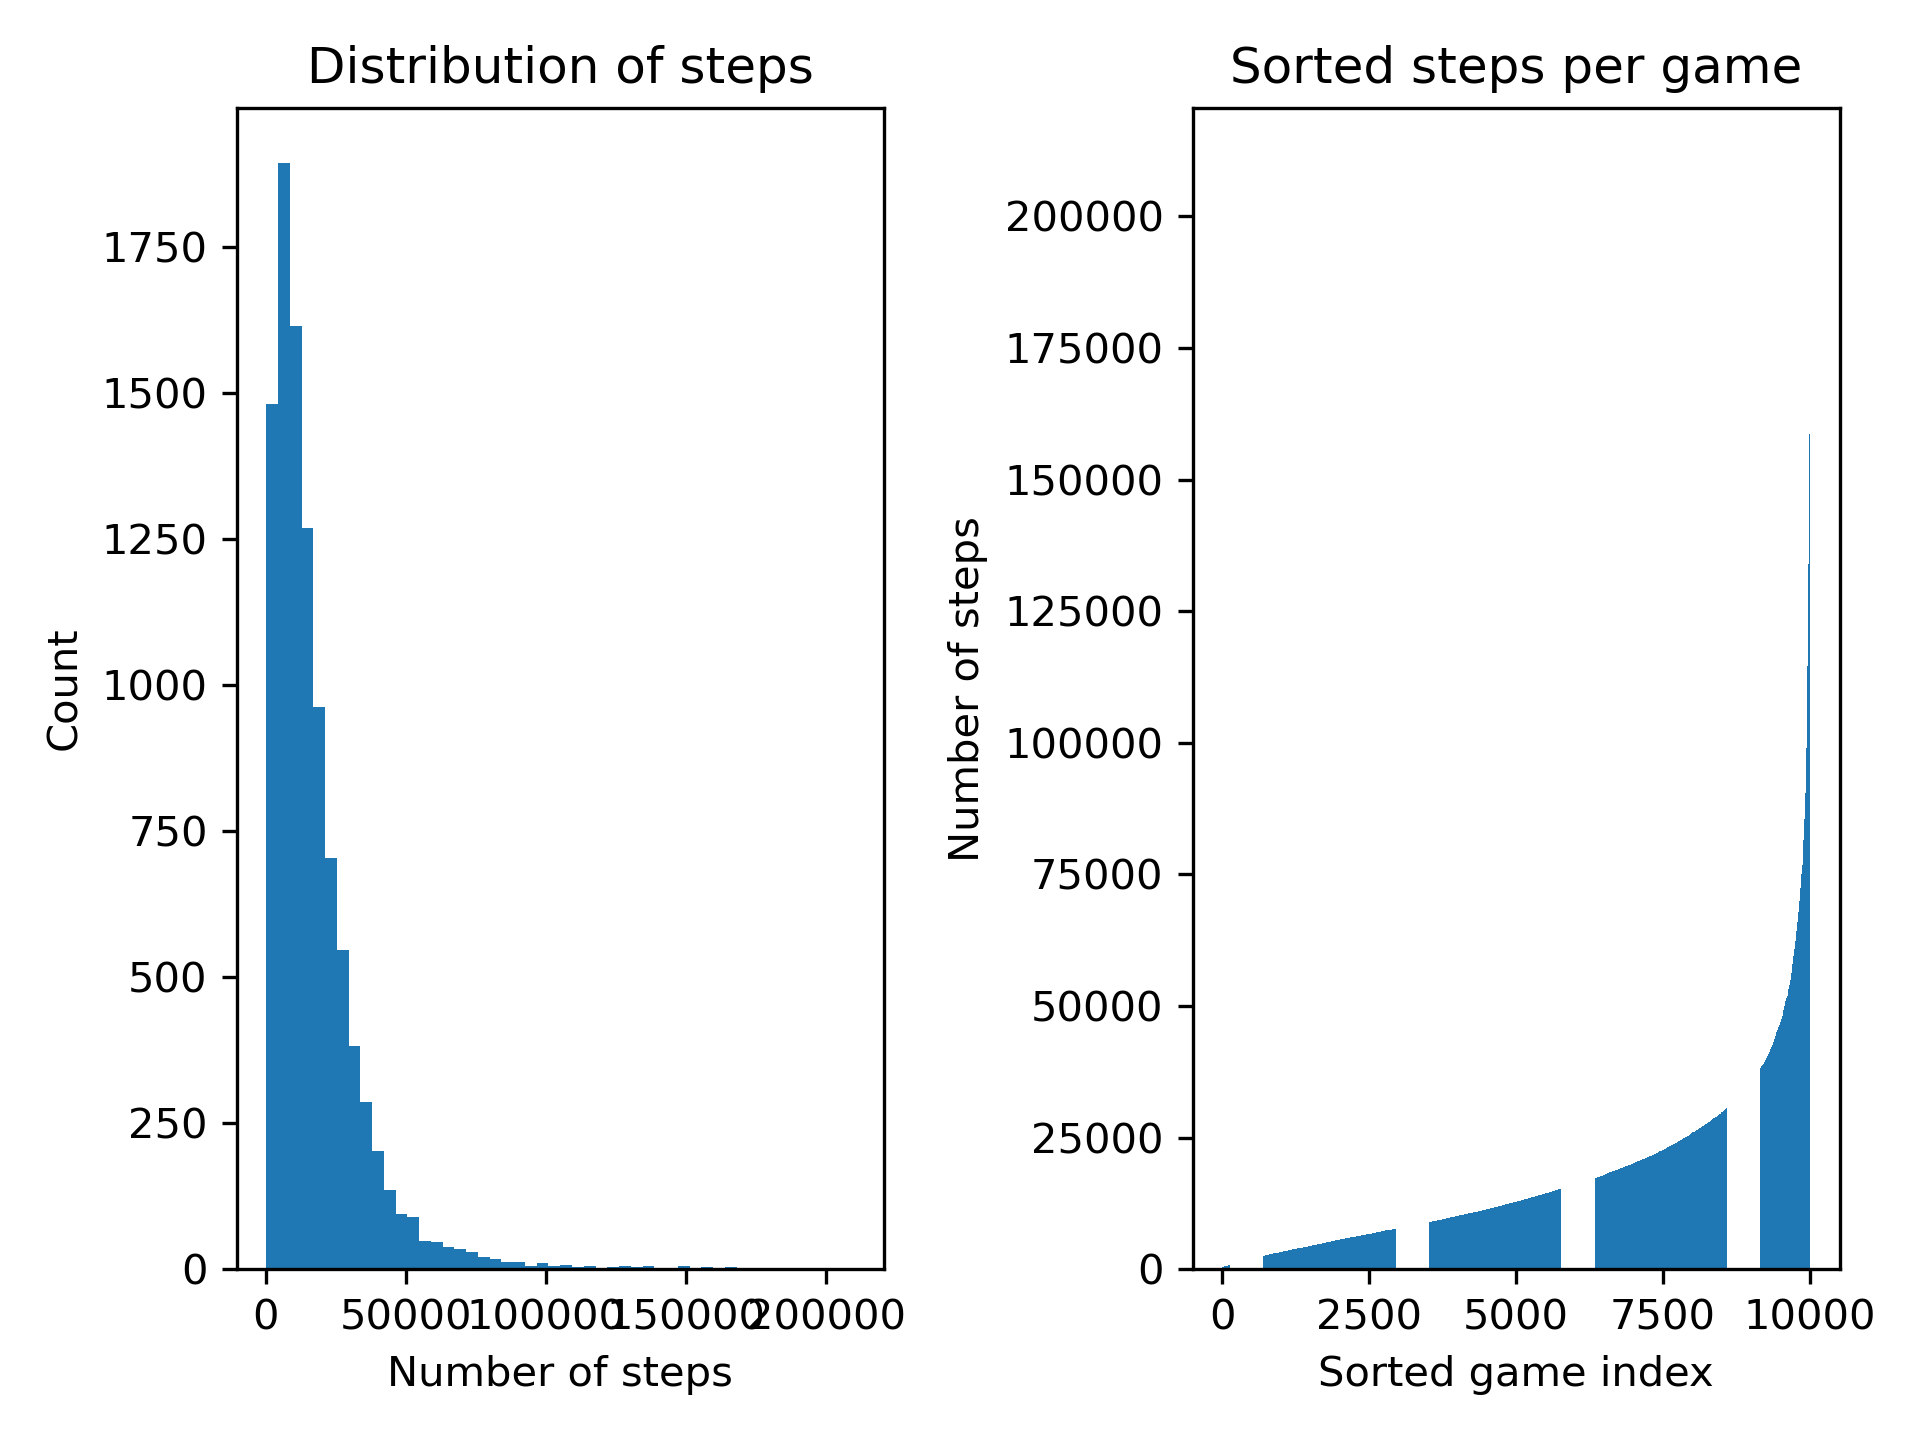 Distribution of steps
1750
1500
1250
1000
750
500
250
0
Count
0 50000 100000 150000 200000
Number of steps
Sorted steps per game
200000
175000
150000
125000
100000
75000
50000
25000
0
Number of steps
0 2500 5000 7500 10000
Sorted game index